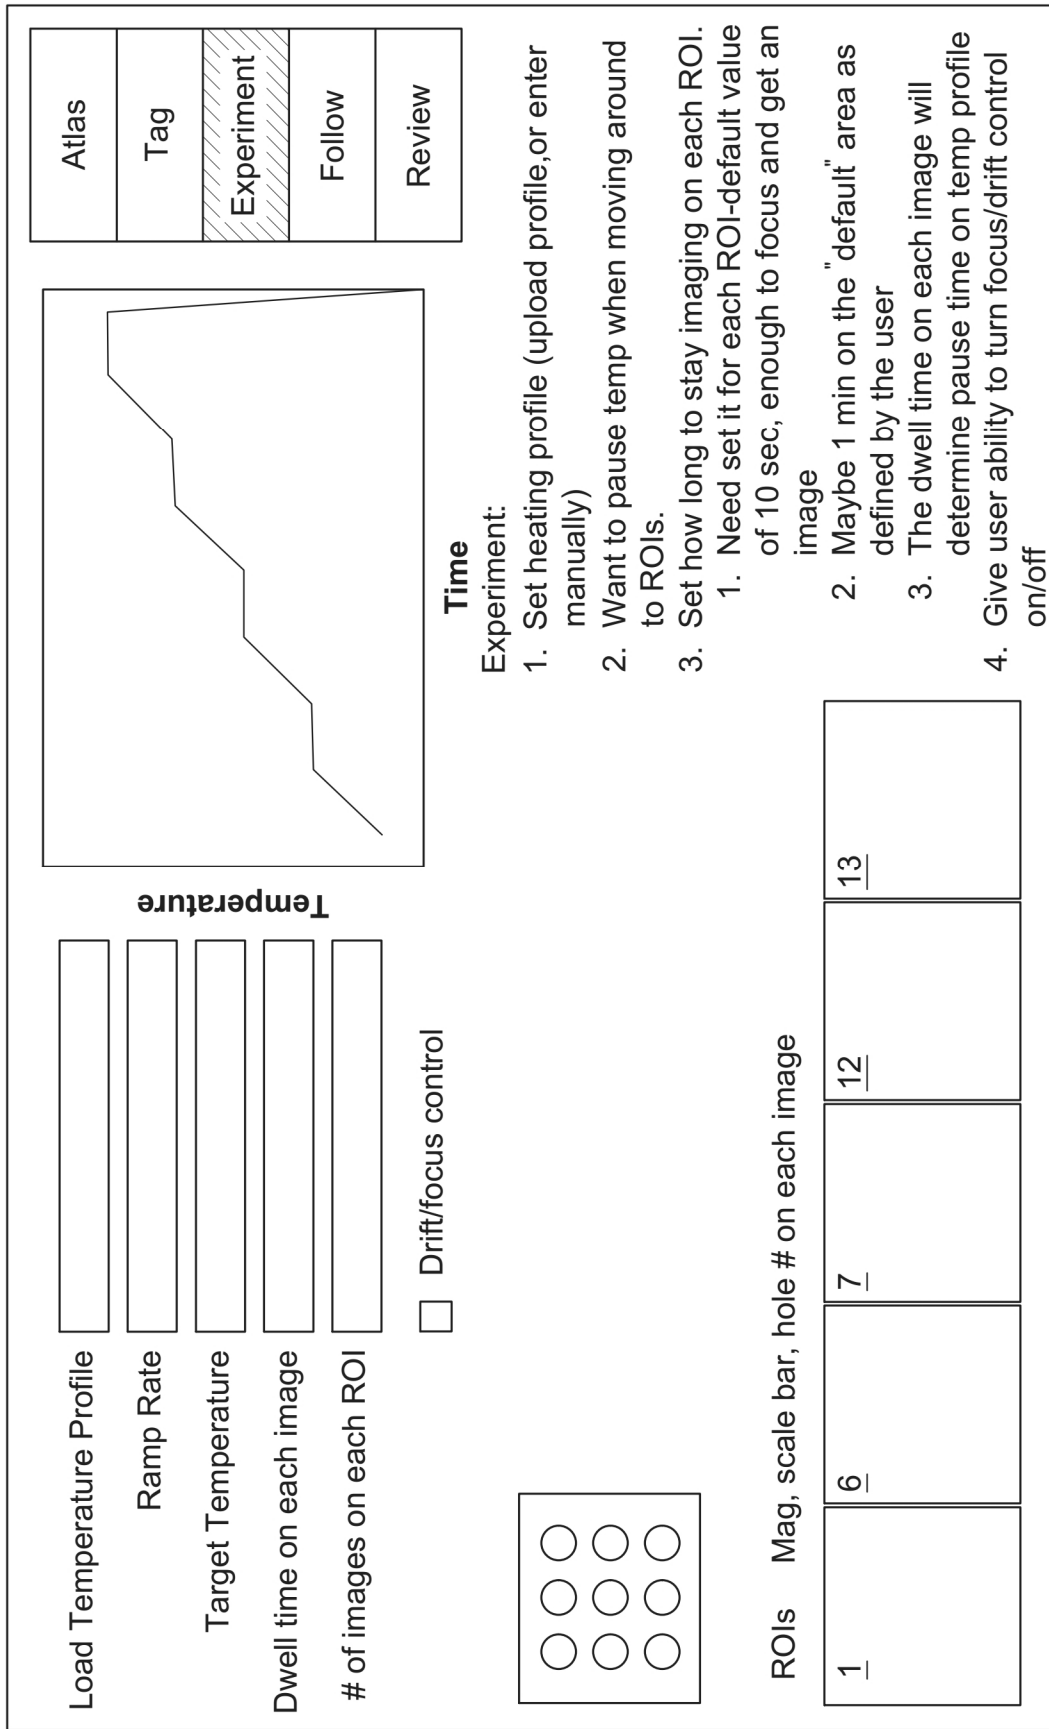 Load Temperature Profile
Ramp Rate
Target Temperature
Dwell time on each image
# of images on each ROI
Drift/focus control
Temperature
Time
Atlas
Tag
Experiment
Follow
Review
Experiment:
1. Set heating profile (upload profile,or enter
manually)
2. Want to pause temp when moving around
to ROIs.
3. Set how long to stay imaging on each ROI.
1. Need set it for each ROI-default value
of 10 sec, enough to focus and get an
image
2. Maybe 1 min on the "default" area as
defined by the user
3. The dwell time on each image will
determine pause time on temp profile
4. Give user ability to turn focus/drift control
on/off
ROIs Mag, scale bar, hole # on each image
1
6
7
12
13